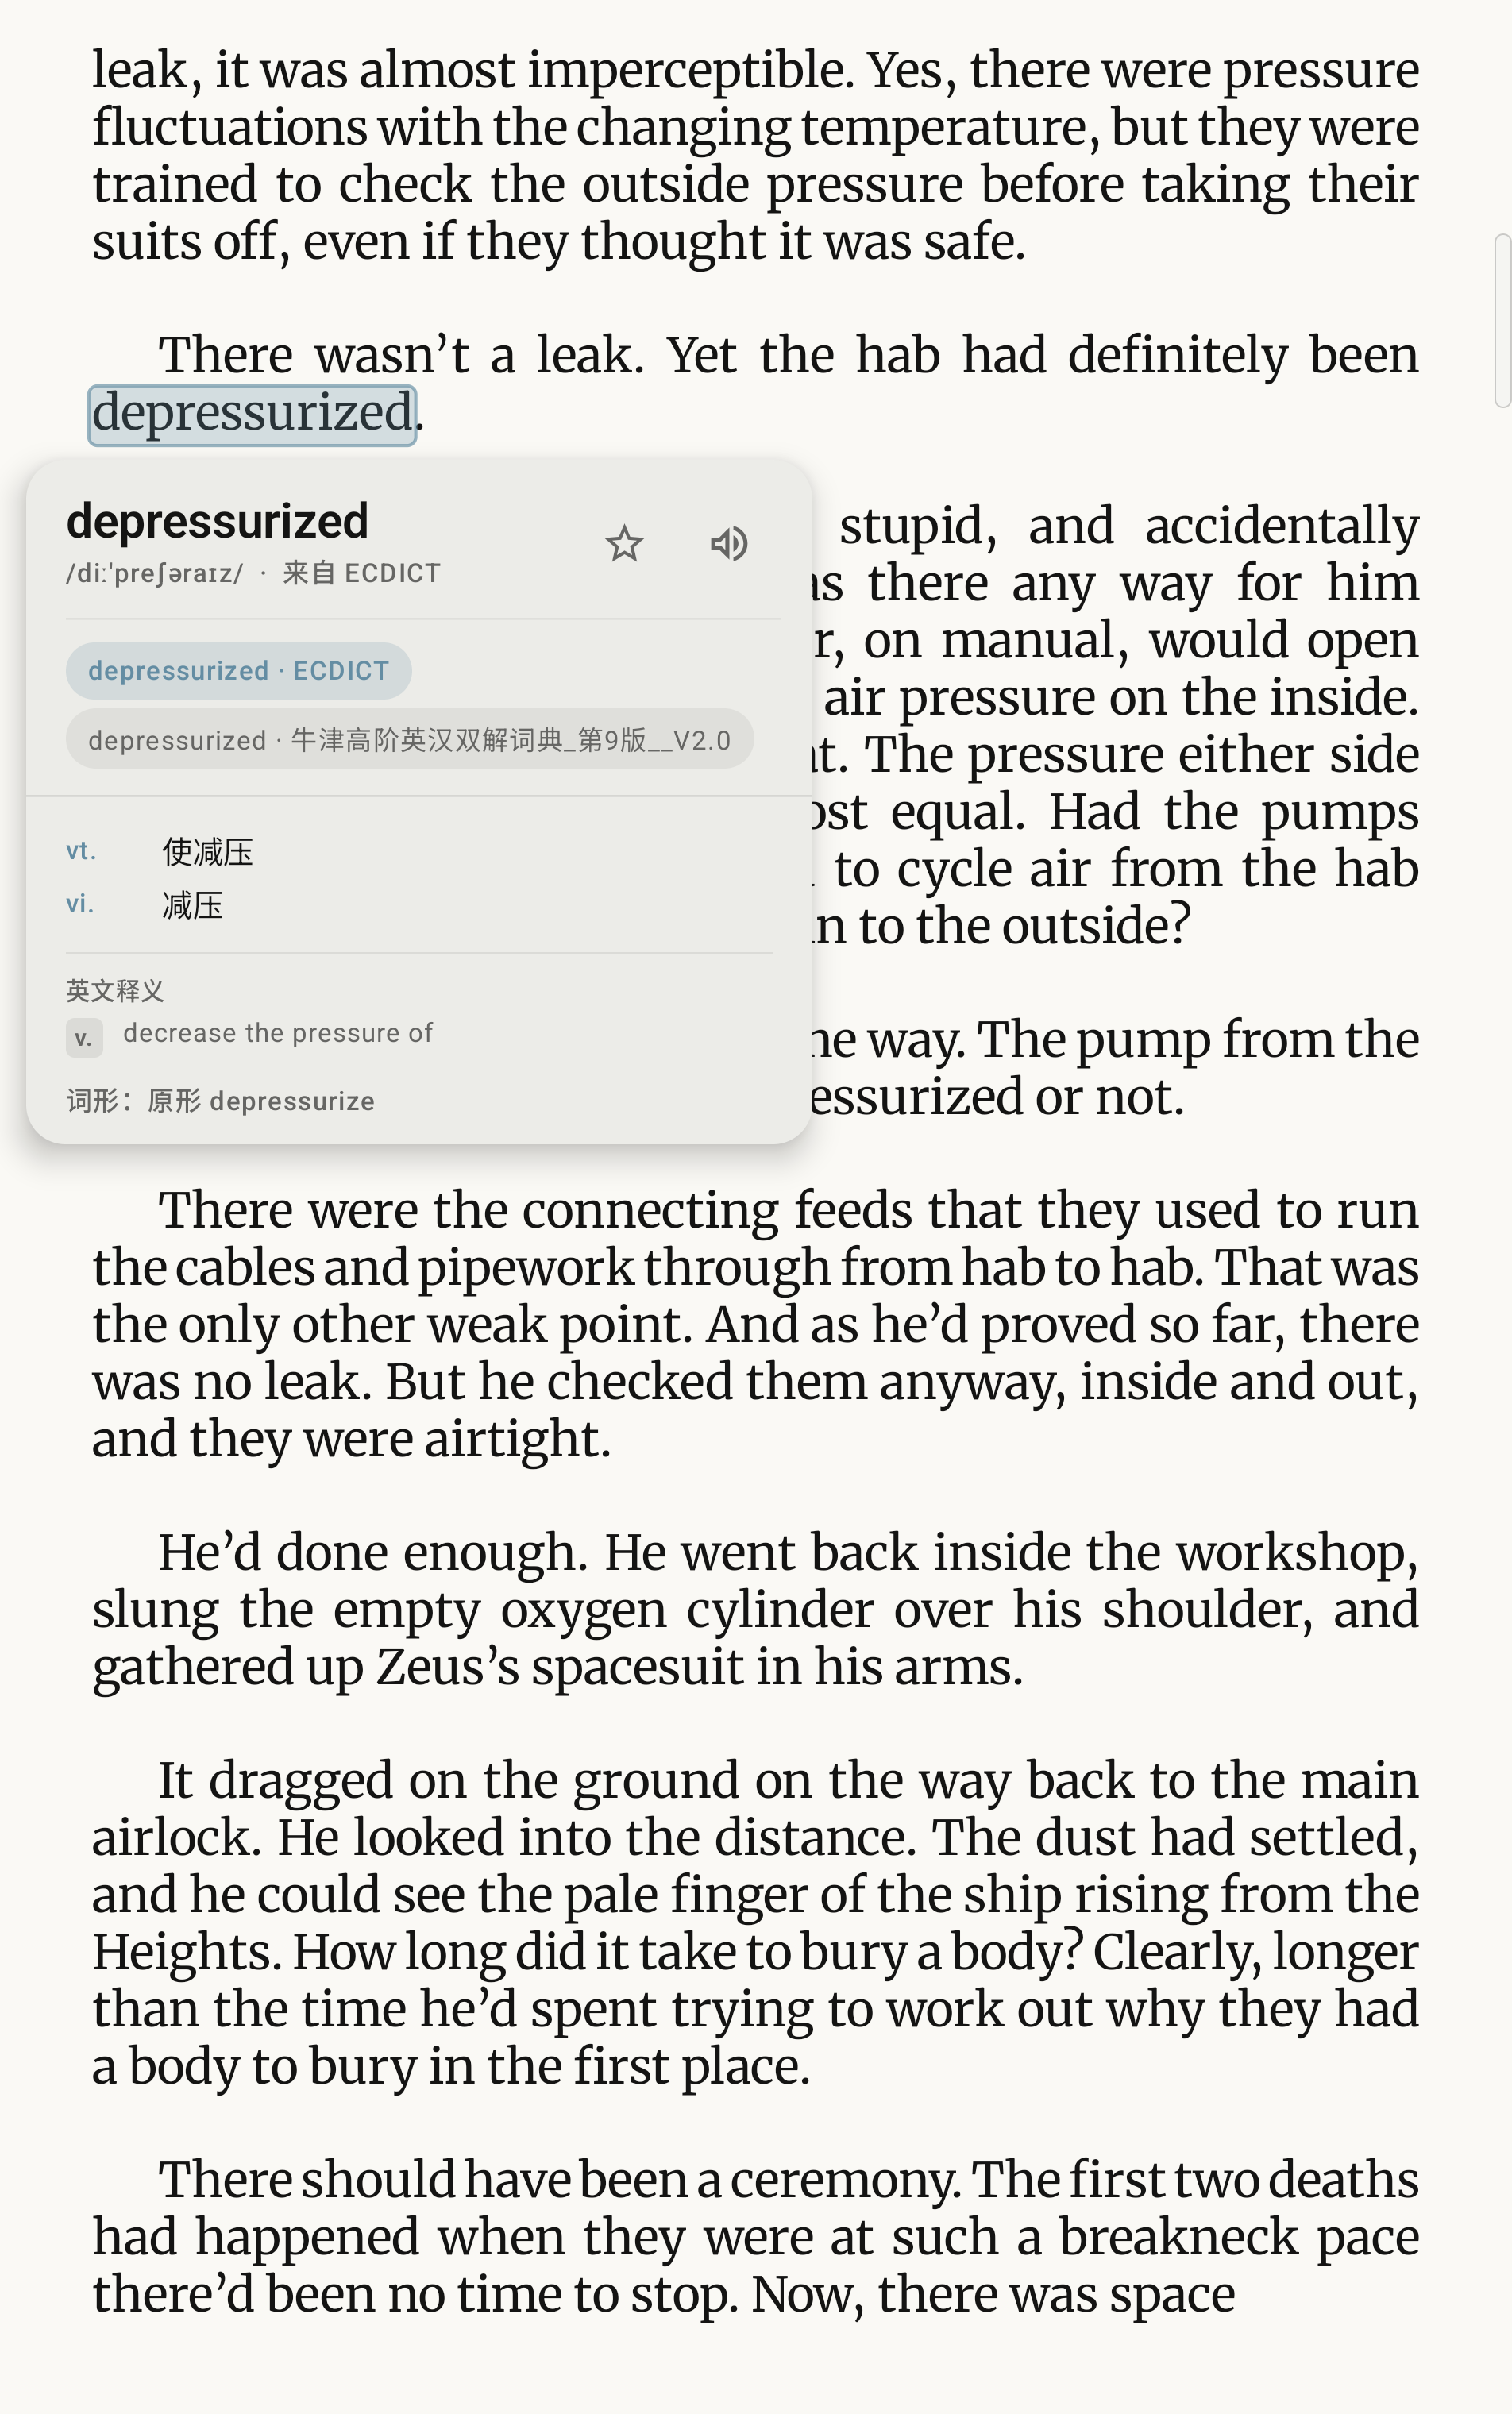 leak, it was almost imperceptible. Yes, there were pressure
fluctuations with the changing temperature, but they were
trained to check the outside pressure before taking their
suits off, even if they thought it was safe.
There wasn’t a leak. Yet the hab had definitely been
depressurized.
depressurized
/diːˈpreʃəraɪz/ · 来自 ECDICT
depressurized · ECDICT
depressurized · 牛津高阶英汉双解词典_第9版__V2.0
vt. 使减压
vi. 减压
英文释义
v. decrease the pressure of
词形：原形 depressurize
stupid, and accidentally
there any way for him
on manual, would open
air pressure on the inside.
The pressure either side
equal. Had the pumps
to cycle air from the hab
to the outside?
way. The pump from the
or not.
There were the connecting feeds that they used to run
the cables and pipework through from hab to hab. That was
the only other weak point. And as he’d proved so far, there
was no leak. But he checked them anyway, inside and out,
and they were airtight.
He’d done enough. He went back inside the workshop,
slung the empty oxygen cylinder over his shoulder, and
gathered up Zeus’s spacesuit in his arms.
It dragged on the ground on the way back to the main
airlock. He looked into the distance. The dust had settled,
and he could see the pale finger of the ship rising from the
Heights. How long did it take to bury a body? Clearly, longer
than the time he’d spent trying to work out why they had
a body to bury in the first place.
There should have been a ceremony. The first two deaths
had happened when they were at such a breakneck pace
there’d been no time to stop. Now, there was space